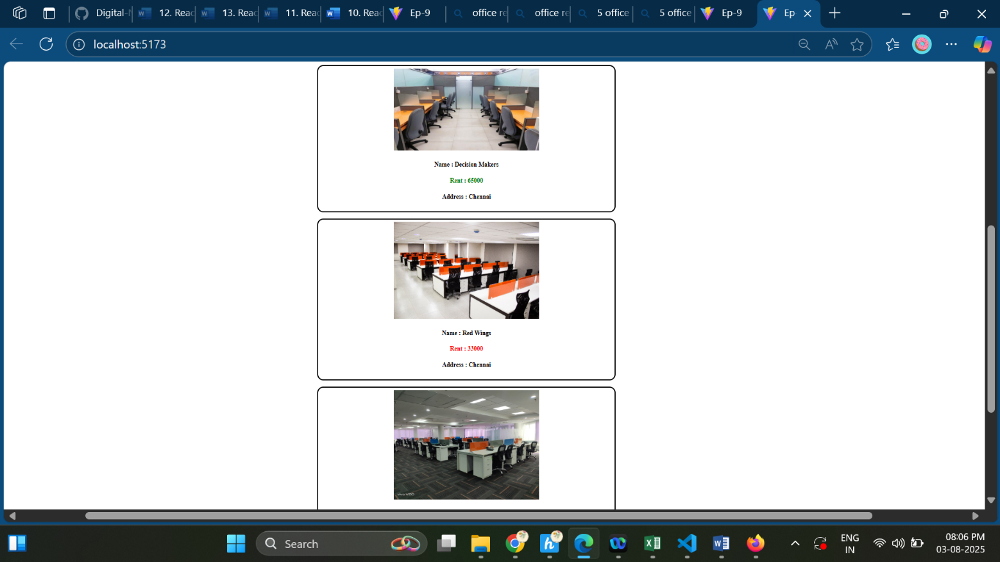 Digital-N 12. Reac 13. Reac 11. Reac 10. Reac Ep-9 office re office re 5 office 5 office Ep-9 Ep-
localhost:5173
Name : Decision Makers
Rent : 65000
Address : Chennai
Name : Red Wings
Rent : 33000
Address : Chennai
Search
ENG
IN
08:06 PM
03-08-2025